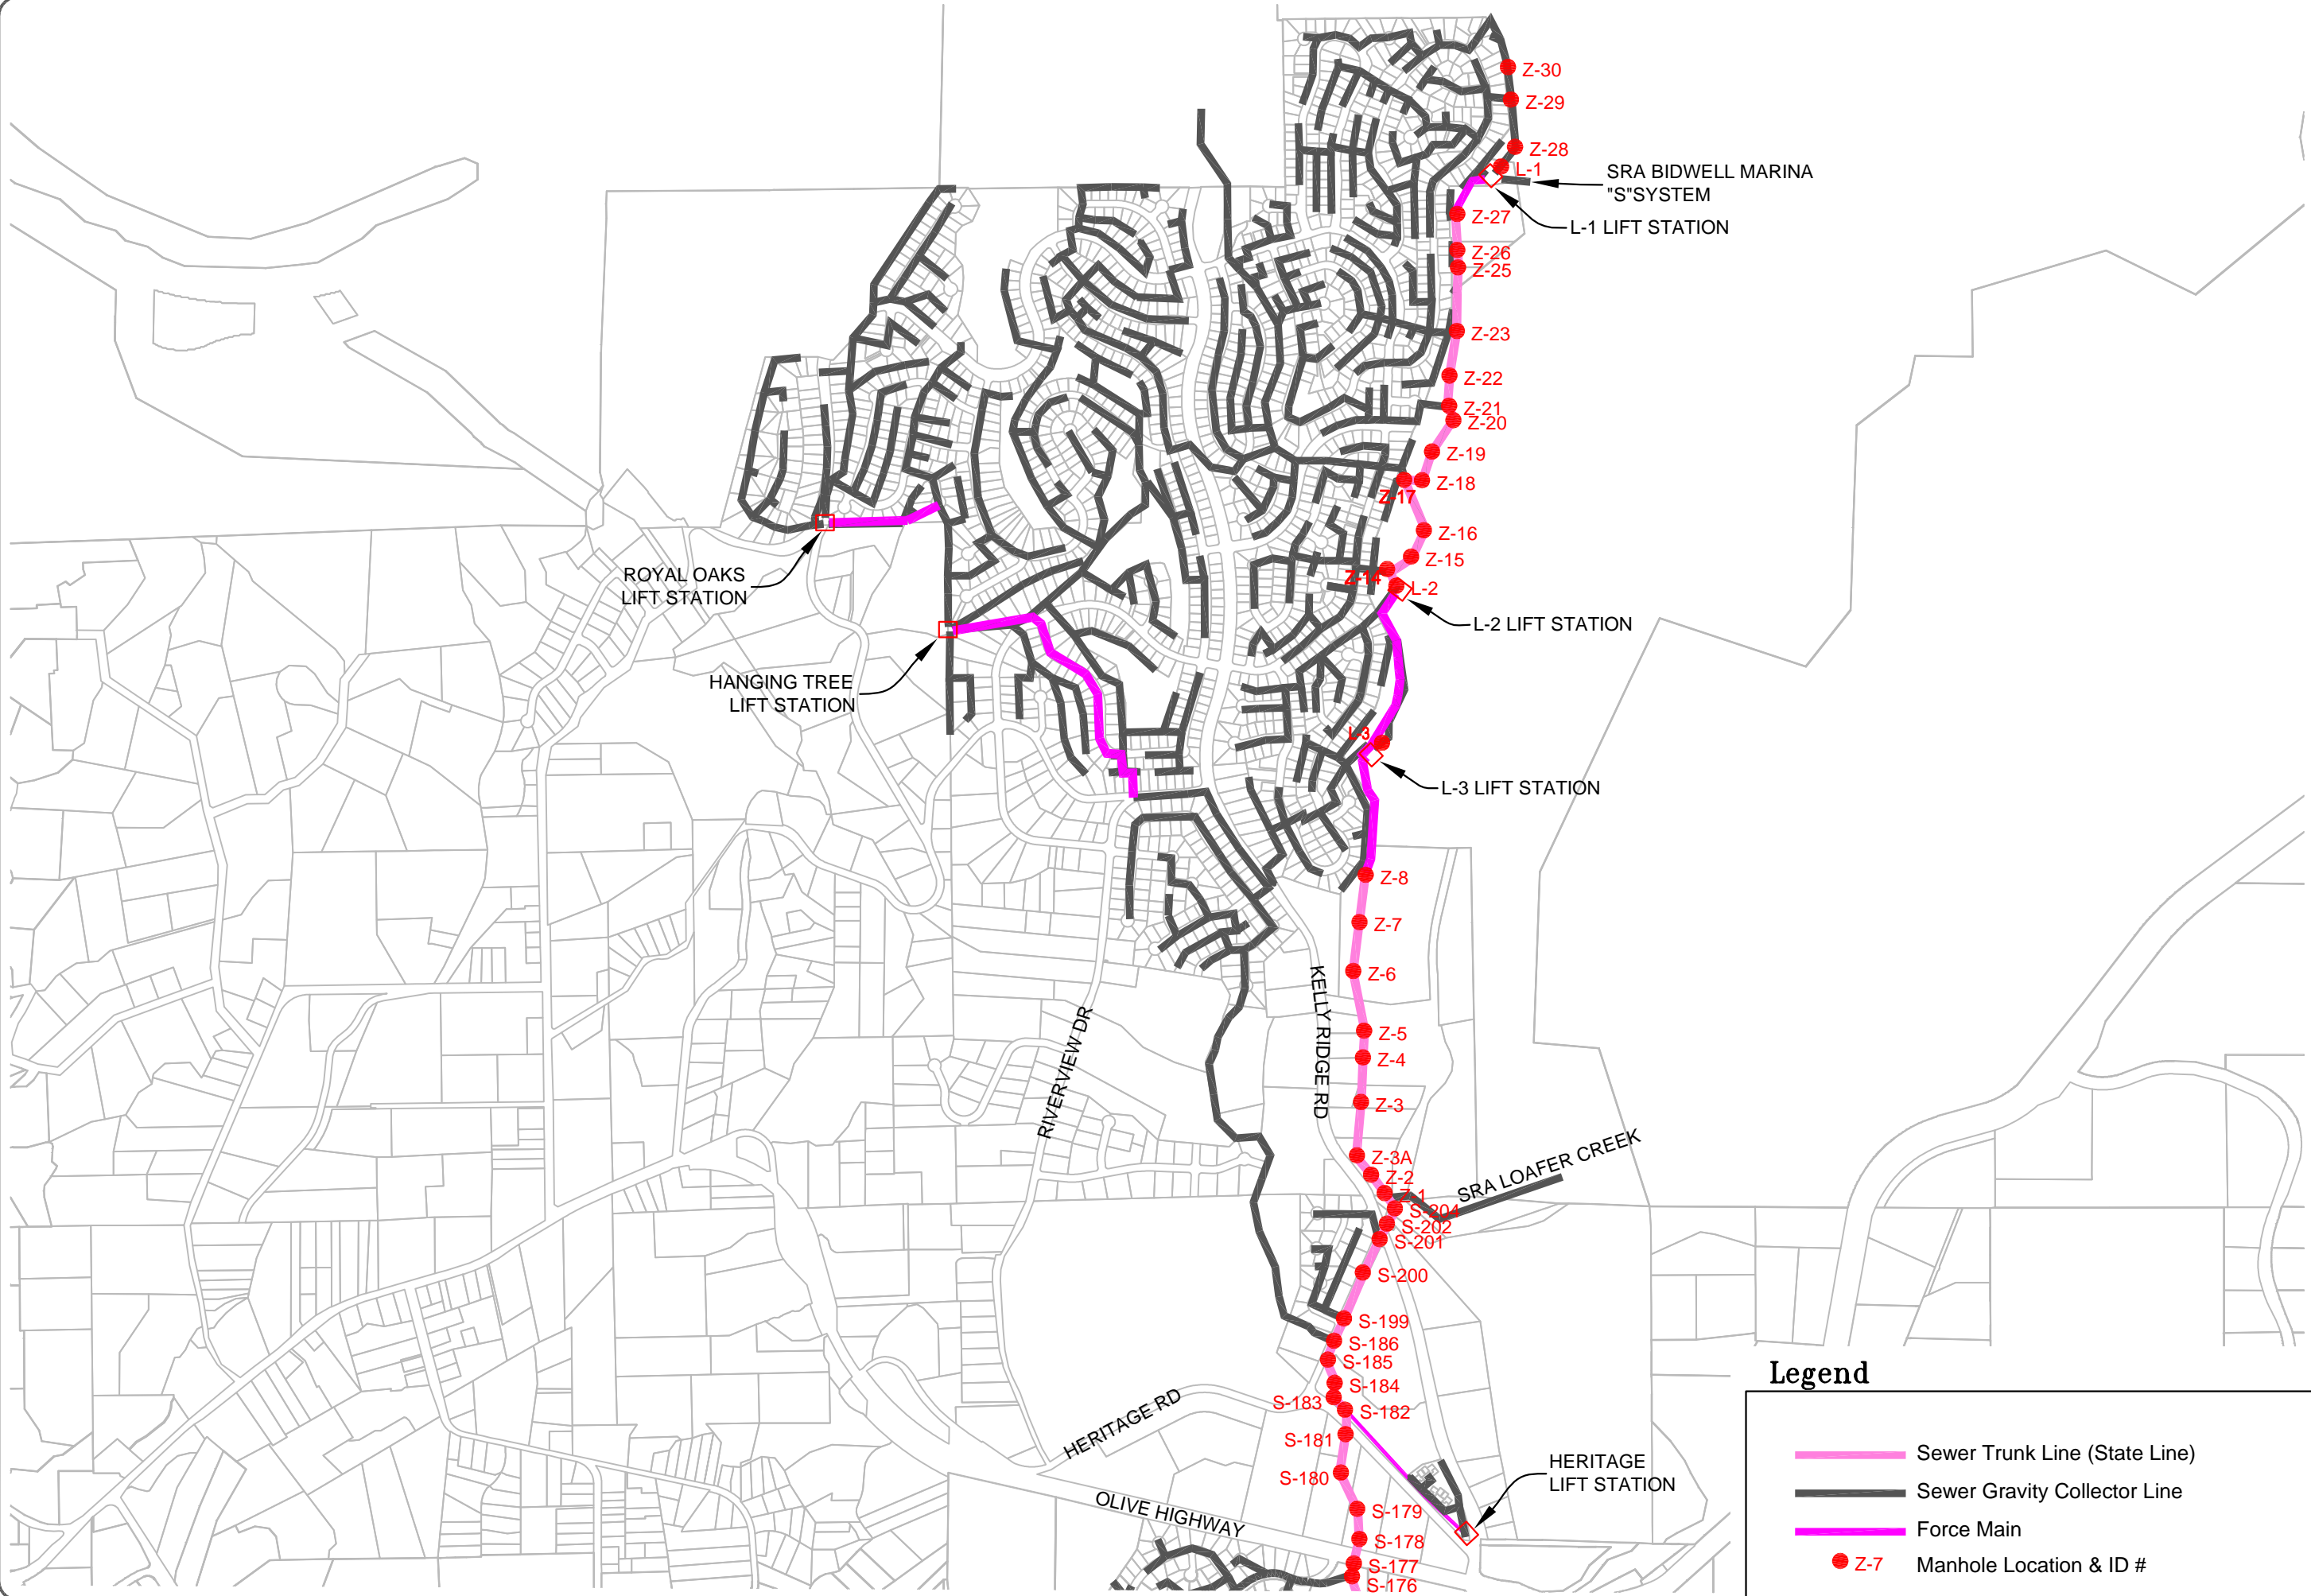 Z-30
Z-29
Z-28
L-1
SRA BIDWELL MARINA
"S"SYSTEM
L-1 LIFT STATION
Z-27
Z-26
Z-25
Z-23
Z-22
Z-21
Z-20
Z-19
Z-18
Z-17
Z-16
Z-15
Z-14
L-2
L-2 LIFT STATION
ROYAL OAKS
LIFT STATION
HANGING TREE
LIFT STATION
L-3
L-3 LIFT STATION
Z-8
Z-7
Z-6
Z-5
Z-4
Z-3
Z-3A
Z-2
Z-1
KELLY RIDGE RD
RIVERVIEW DR
SRA LOAFER CREEK
S-204
S-202
S-201
S-200
S-199
S-186
S-185
S-184
S-183
S-182
S-181
S-180
S-179
S-178
S-177
S-176
HERITAGE RD
OLIVE HIGHWAY
HERITAGE
LIFT STATION
Legend
Sewer Trunk Line (State Line)
Sewer Gravity Collector Line
Force Main
Z-7 Manhole Location & ID #